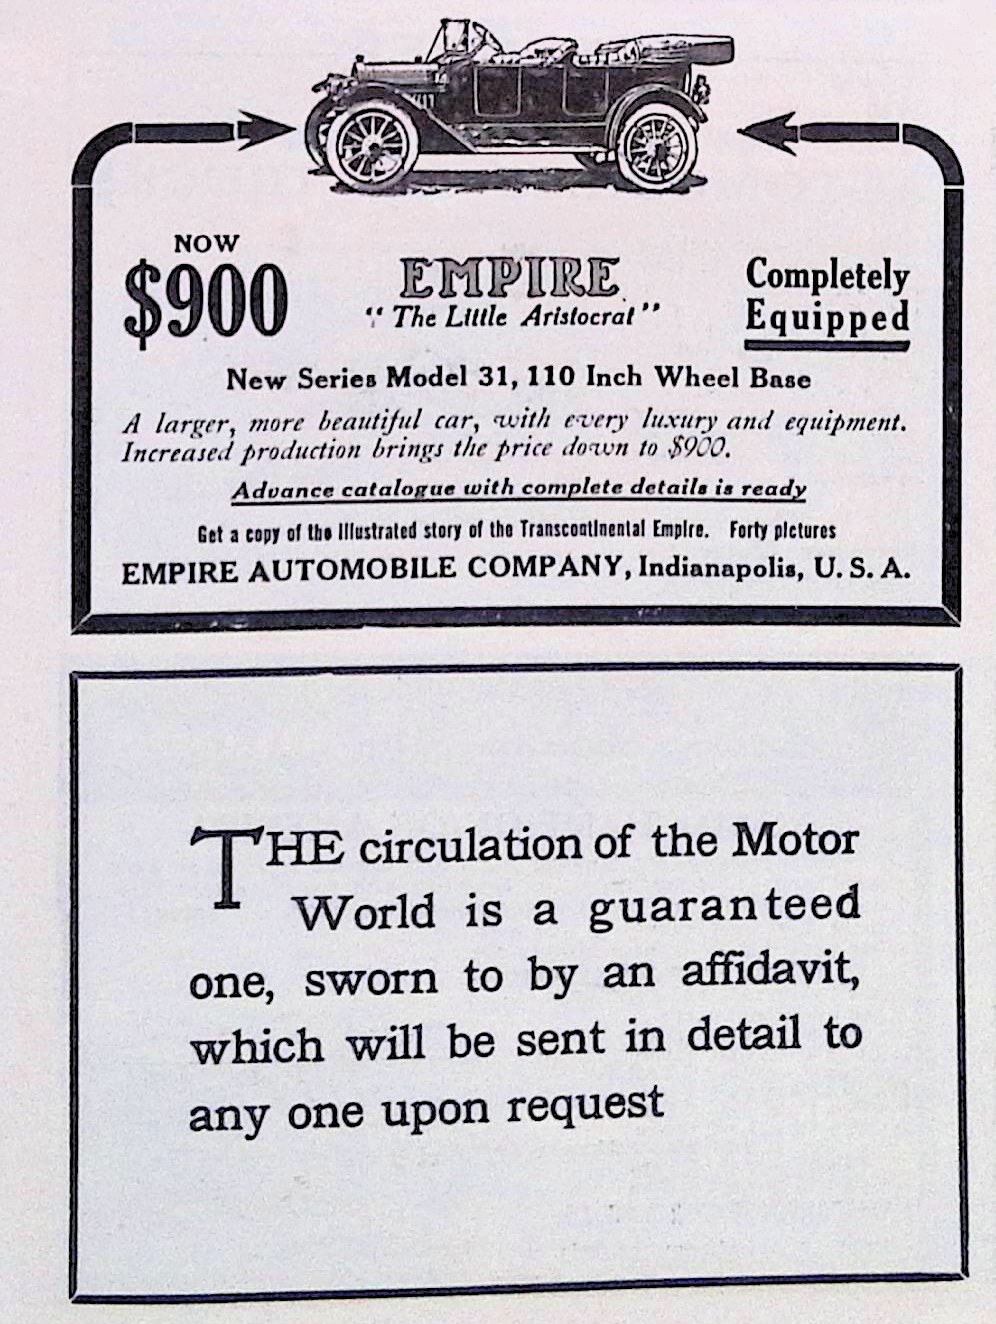 NOW
$900
EMPIRE
"The Little Aristocrat"
Completely
Equipped
New Series Model 31, 110 Inch Wheel Base
A larger, more beautiful car, with every luxury and equipment.
Increased production brings the price down to $900.
Advance catalogue with complete details is ready
Get a copy of the illustrated story of the Transcontinental Empire. Forty pictures
EMPIRE AUTOMOBILE COMPANY, Indianapolis, U. S. A.
THE circulation of the Motor
World is a guaranteed
one, sworn to by an affidavit,
which will be sent in detail to
any one upon request